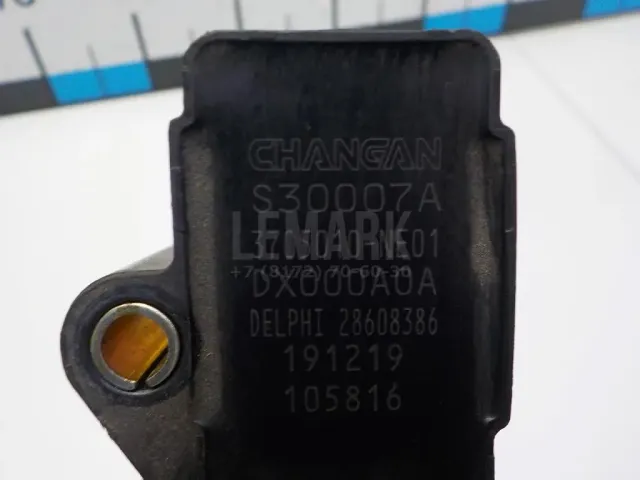 CHANGAN
S30007A
LEMARK
+7 (8172) 70-60-30
DX000A0A
DELPHI 28608386
191219
105816